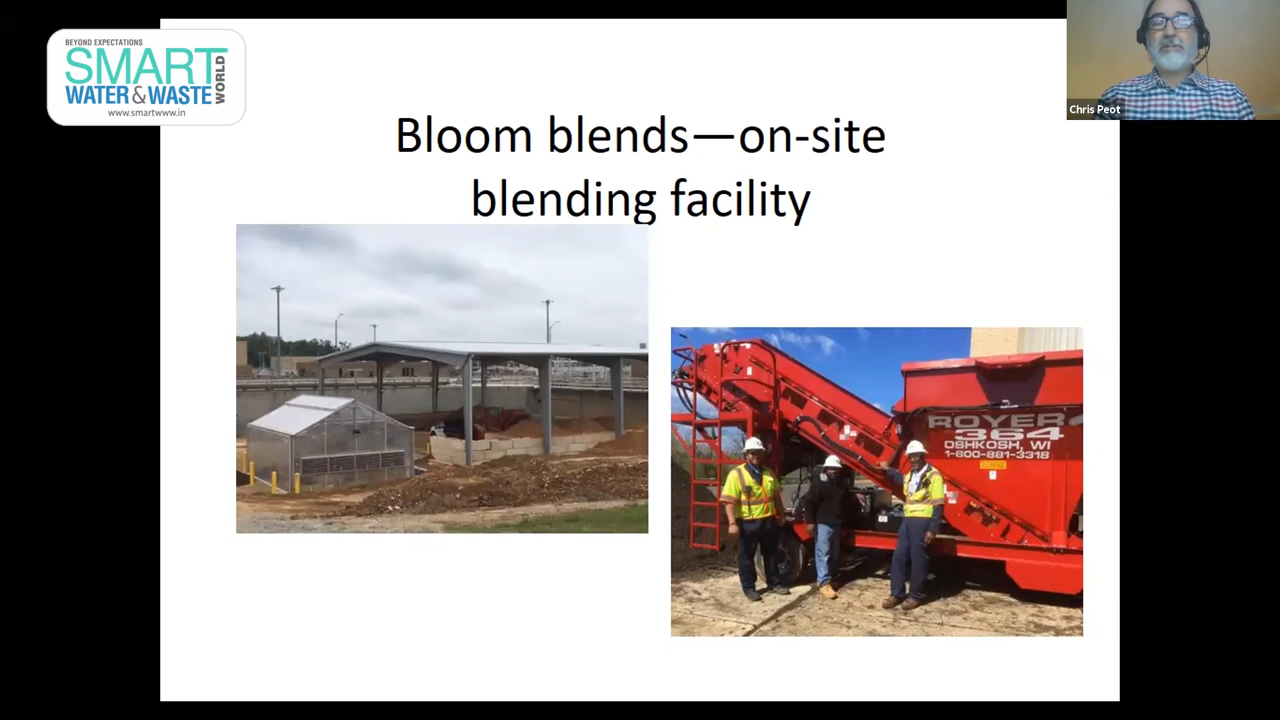 BEYOND EXPECTATIONS
SMART
WORLD
WATER & WASTE
www.smartwww.in
Chris Peot
Bloom blends—on-site
blending facility
ROYER
364
OSHKOSH, WI
1-800-881-3318